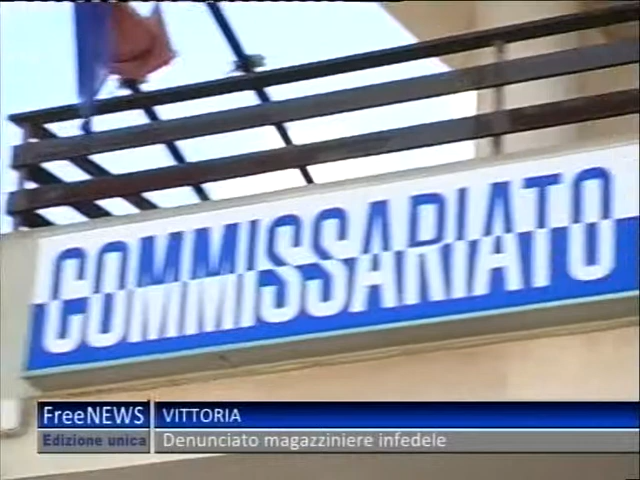 COMMISSARIATO
FreeNEWS VITTORIA
Edizione unica Denunciato magazziniere infedele